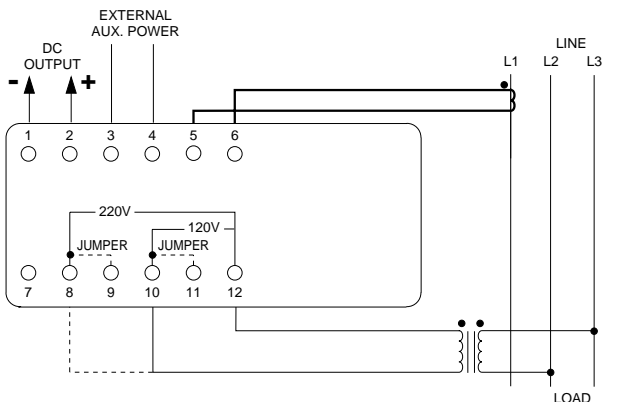 EXTERNAL
AUX. POWER
DC
OUTPUT
- +
LINE
L1 L2 L3
1 2 3 4 5 6
220V
120V
JUMPER JUMPER
7 8 9 10 11 12
LOAD